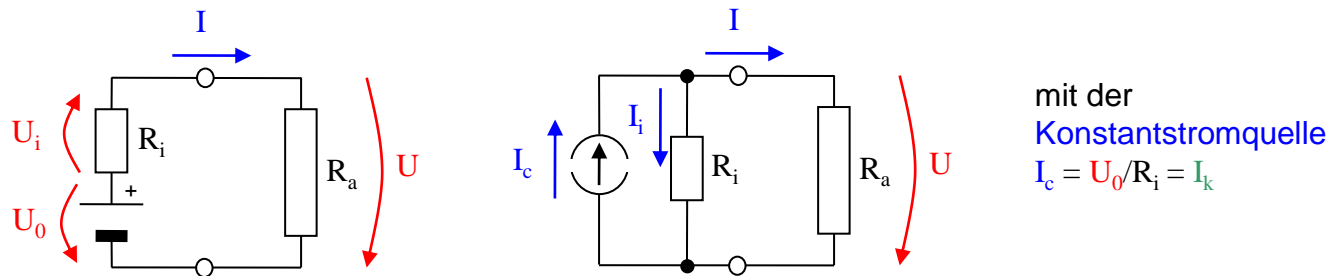 I
U_i
R_i
+
U_0
R_a
U
I
I_c
I_i
R_i
R_a
U
mit der
Konstantstromquelle
I_c = U_0/R_i = I_k